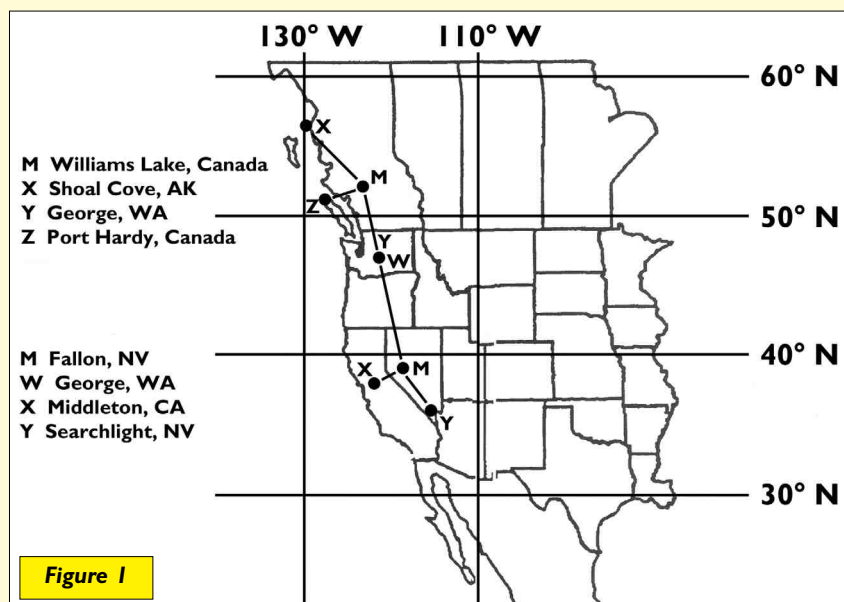 130° W 110° W
60° N
X
M Williams Lake, Canada
X Shoal Cove, AK
Y George, WA
Z Port Hardy, Canada
M
Z
50° N
Y
W
M Fallon, NV
W George, WA
X Middleton, CA
Y Searchlight, NV
40° N
X
M
Y
30° N
Figure 1